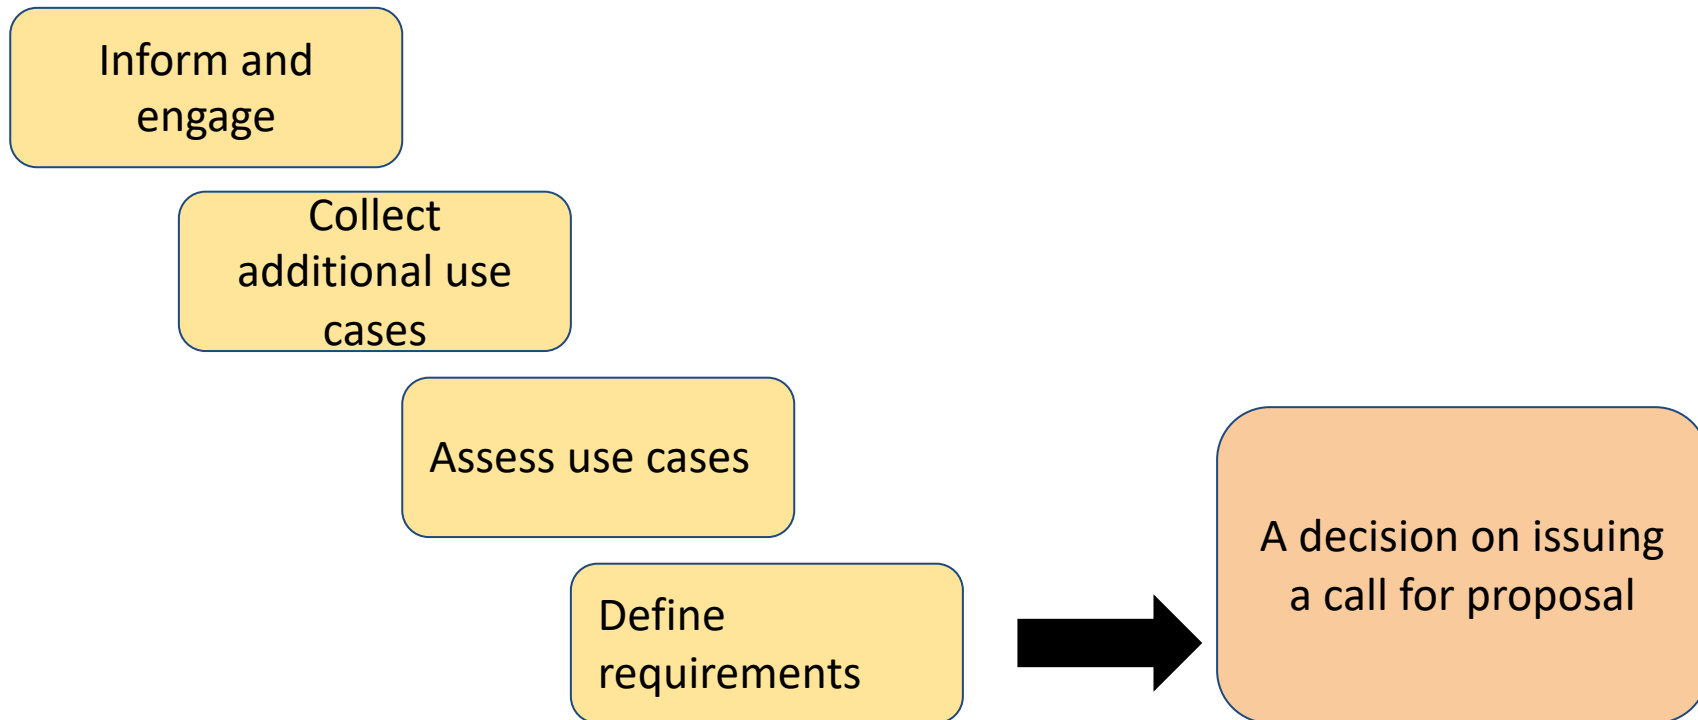 Inform and
engage
Collect
additional use
cases
Assess use cases
Define
requirements
A decision on issuing
a call for proposal